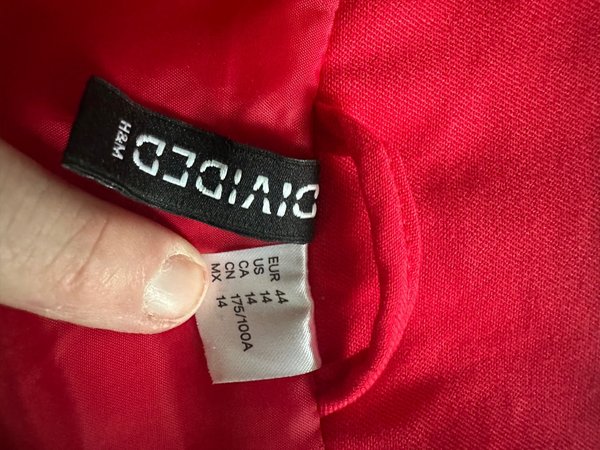 DIVIDED
H&M
EUR 44
US 14
CA 14
CN 175/100A
MX 14